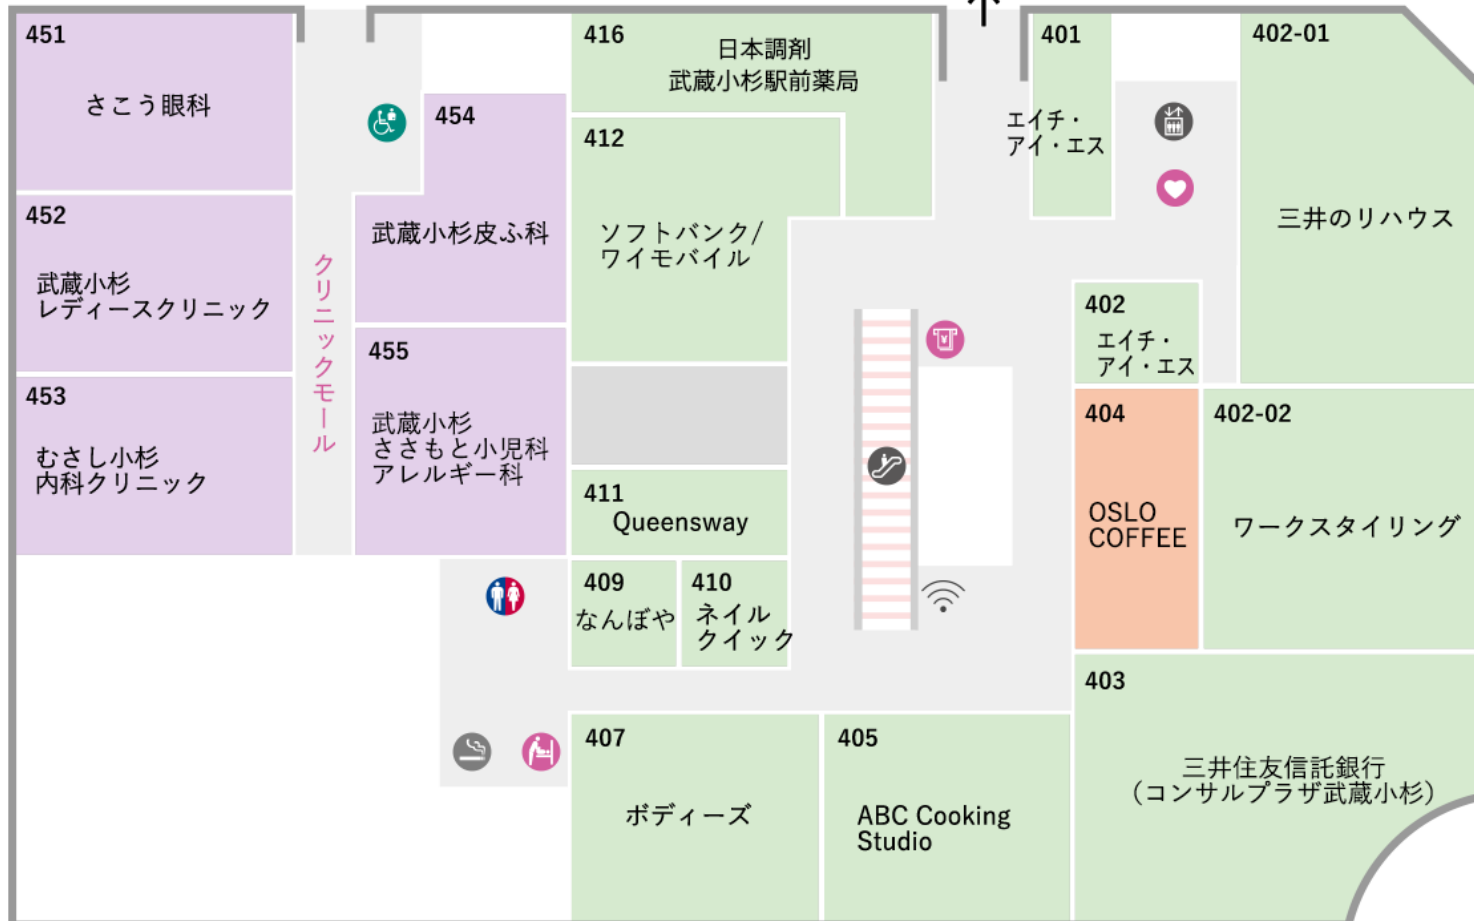 451
さこう眼科
452
武蔵小杉
レディースクリニック
453
むさし小杉
内科クリニック
クリニックモール
454
武蔵小杉皮ふ科
455
武蔵小杉
ささもと小児科
アレルギー科
416
日本調剤
武蔵小杉駅前薬局
412
ソフトバンク/
ワイモバイル
411
Queensway
409
なんぼや
410
ネイル
クイック
407
ボディーズ
405
ABC Cooking
Studio
401
エイチ・
アイ・エス
402-01
三井のリハウス
402
エイチ・
アイ・エス
404
OSLO
COFFEE
402-02
ワークスタイリング
403
三井住友信託銀行
(コンサルプラザ武蔵小杉)
¥